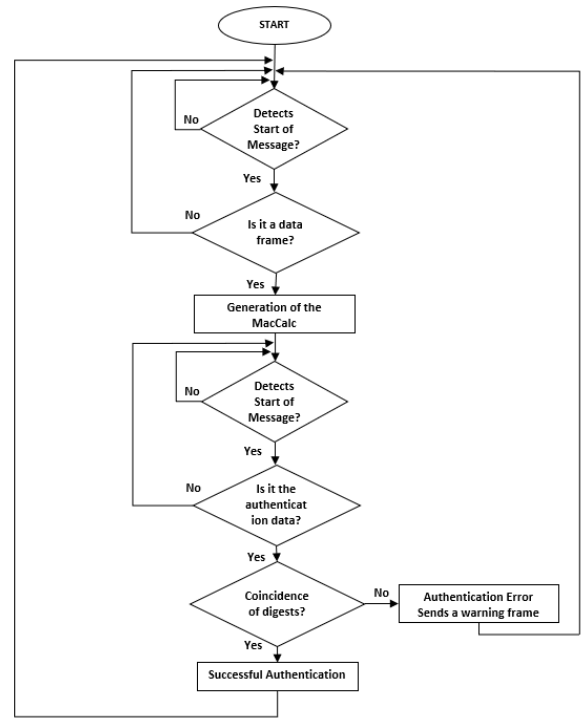 START
Detects
Start of
Message?
No
Yes
Is it a data
frame?
No
Yes
Generation of the
MacCalc
Detects
Start of
Message?
No
Yes
Is it the
authenticat
ion data?
No
Yes
Coincidence
of digests?
No
Authentication Error
Sends a warning frame
Yes
Successful Authentication